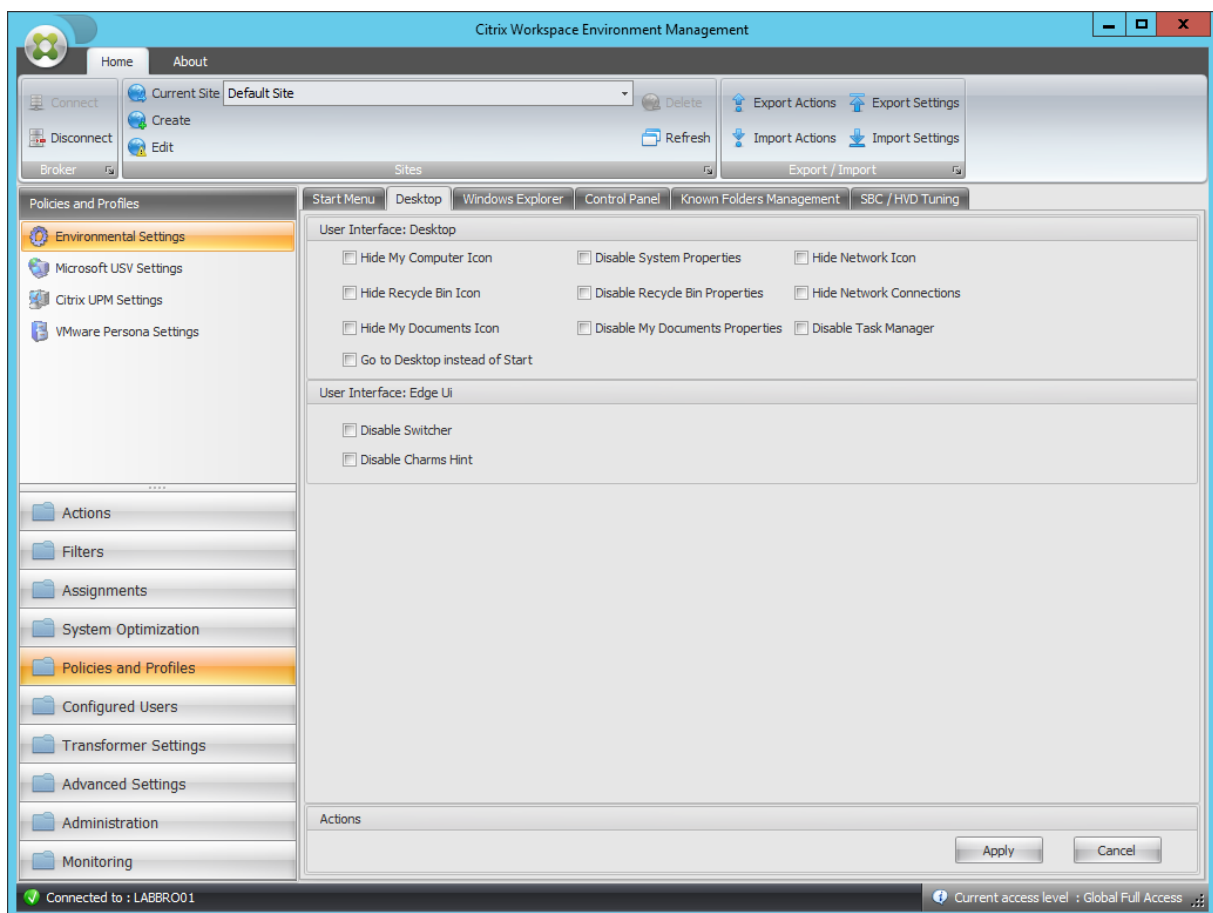 Citrix Workspace Environment Management
Home About
Connect
Disconnect
Broker
Current Site Default Site
Create
Edit
Delete
Refresh
Sites
Export Actions Export Settings
Import Actions Import Settings
Export / Import
Policies and Profiles
Environmental Settings
Microsoft USV Settings
Citrix UPM Settings
VMware Persona Settings
Actions
Filters
Assignments
System Optimization
Policies and Profiles
Configured Users
Transformer Settings
Advanced Settings
Administration
Monitoring
Start Menu Desktop Windows Explorer Control Panel Known Folders Management SBC / HVD Tuning
User Interface: Desktop
Hide My Computer Icon Disable System Properties Hide Network Icon
Hide Recycle Bin Icon Disable Recycle Bin Properties Hide Network Connections
Hide My Documents Icon Disable My Documents Properties Disable Task Manager
Go to Desktop instead of Start
User Interface: Edge Ui
Disable Switcher
Disable Charms Hint
Actions
Apply Cancel
Connected to : LABBRO01
Current access level : Global Full Access